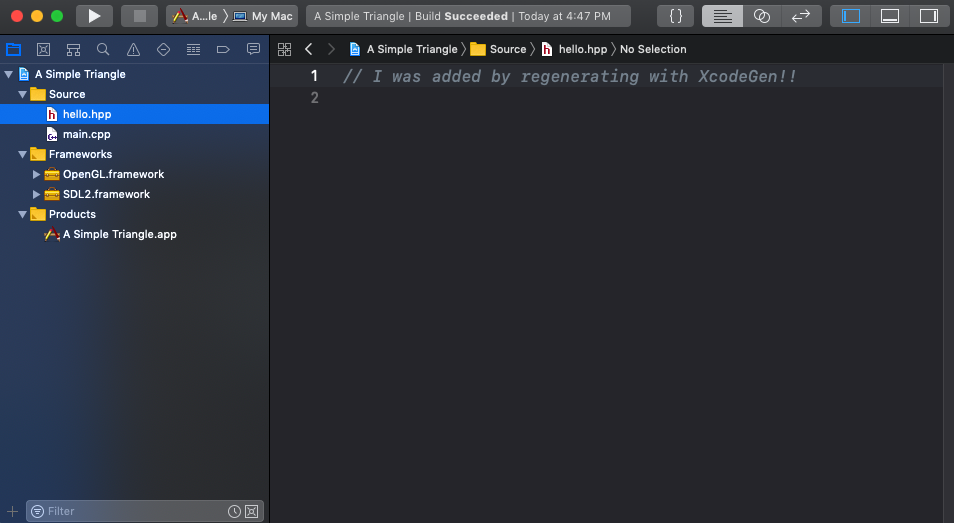 A...le 〉 My Mac
A Simple Triangle | Build Succeeded | Today at 4:47 PM
{ }
A Simple Triangle 〉 Source 〉 hello.hpp 〉 No Selection
A Simple Triangle
Source
hello.hpp
main.cpp
Frameworks
OpenGL.framework
SDL2.framework
Products
A Simple Triangle.app
Filter
1 // I was added by regenerating with XcodeGen!!
2